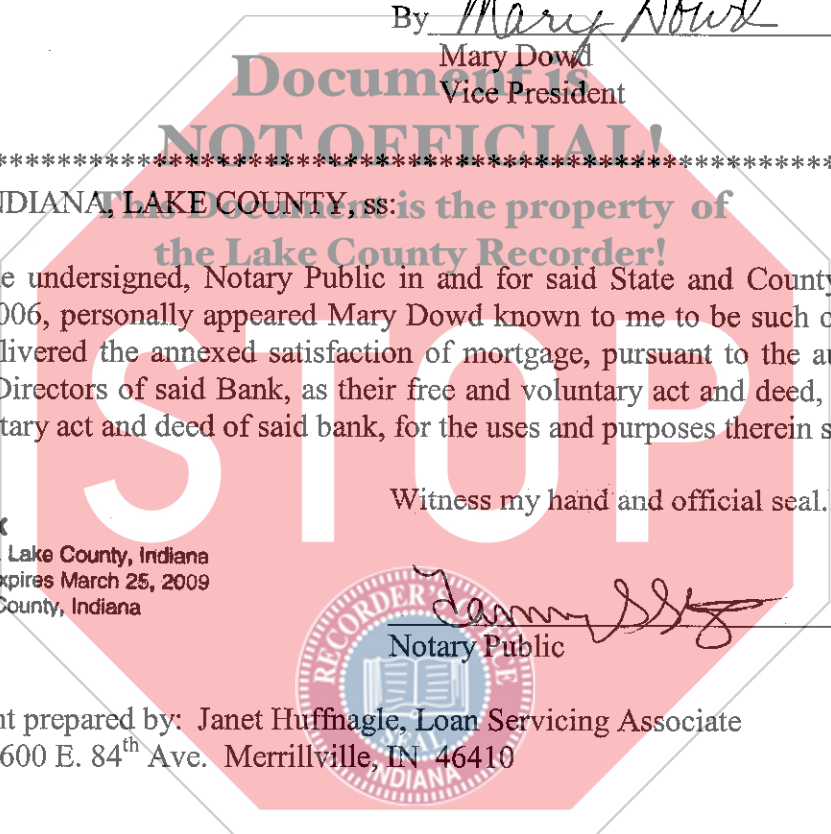 By Mary Dowd
Mary Dowd
Vice President
Document is
NOT OFFICIAL!
********************************************************
NDIANA, LAKE COUNTY, ss:
This Document is the property of
the Lake County Recorder!
e undersigned, Notary Public in and for said State and County
006, personally appeared Mary Dowd known to me to be such o
livered the annexed satisfaction of mortgage, pursuant to the au
Directors of said Bank, as their free and voluntary act and deed,
tary act and deed of said bank, for the uses and purposes therein s
STOP
Witness my hand and official seal.
Lake County, Indiana
xpires March 25, 2009
County, Indiana
Notary Public
RECORDER'S OFFICE
SEAL
INDIANA
nt prepared by: Janet Huffnagle, Loan Servicing Associate
600 E. 84th Ave. Merrillville, IN 46410